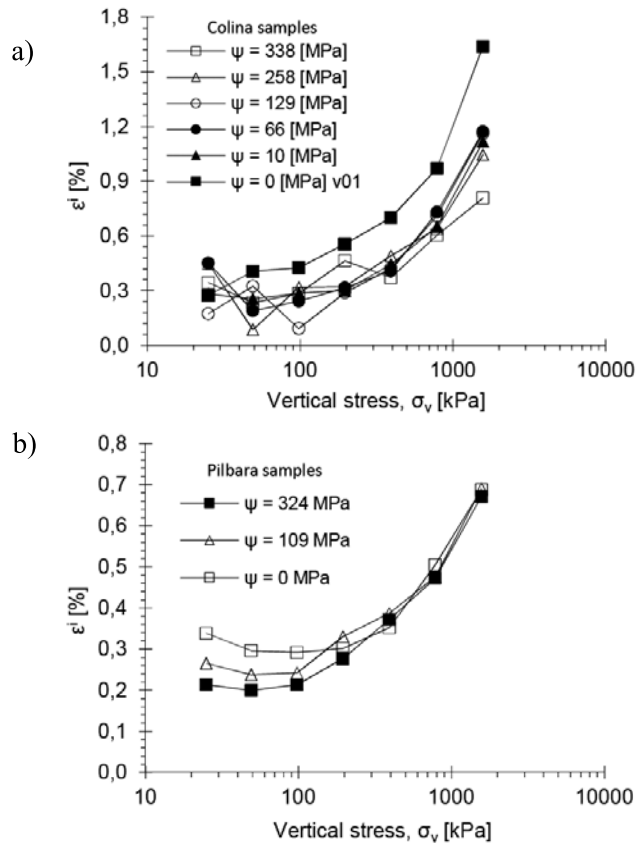 a)
Colina samples
ψ = 338 [MPa]
ψ = 258 [MPa]
ψ = 129 [MPa]
ψ = 66 [MPa]
ψ = 10 [MPa]
ψ = 0 [MPa] v01
1,8
1,5
1,2
0,9
0,6
0,3
0,0
εⁱ [%]
10
100
1000
10000
Vertical stress, σᵥ [kPa]
b)
Pilbara samples
ψ = 324 MPa
ψ = 109 MPa
ψ = 0 MPa
0,8
0,7
0,6
0,5
0,4
0,3
0,2
0,1
0,0
εⁱ [%]
10
100
1000
10000
Vertical stress, σᵥ [kPa]